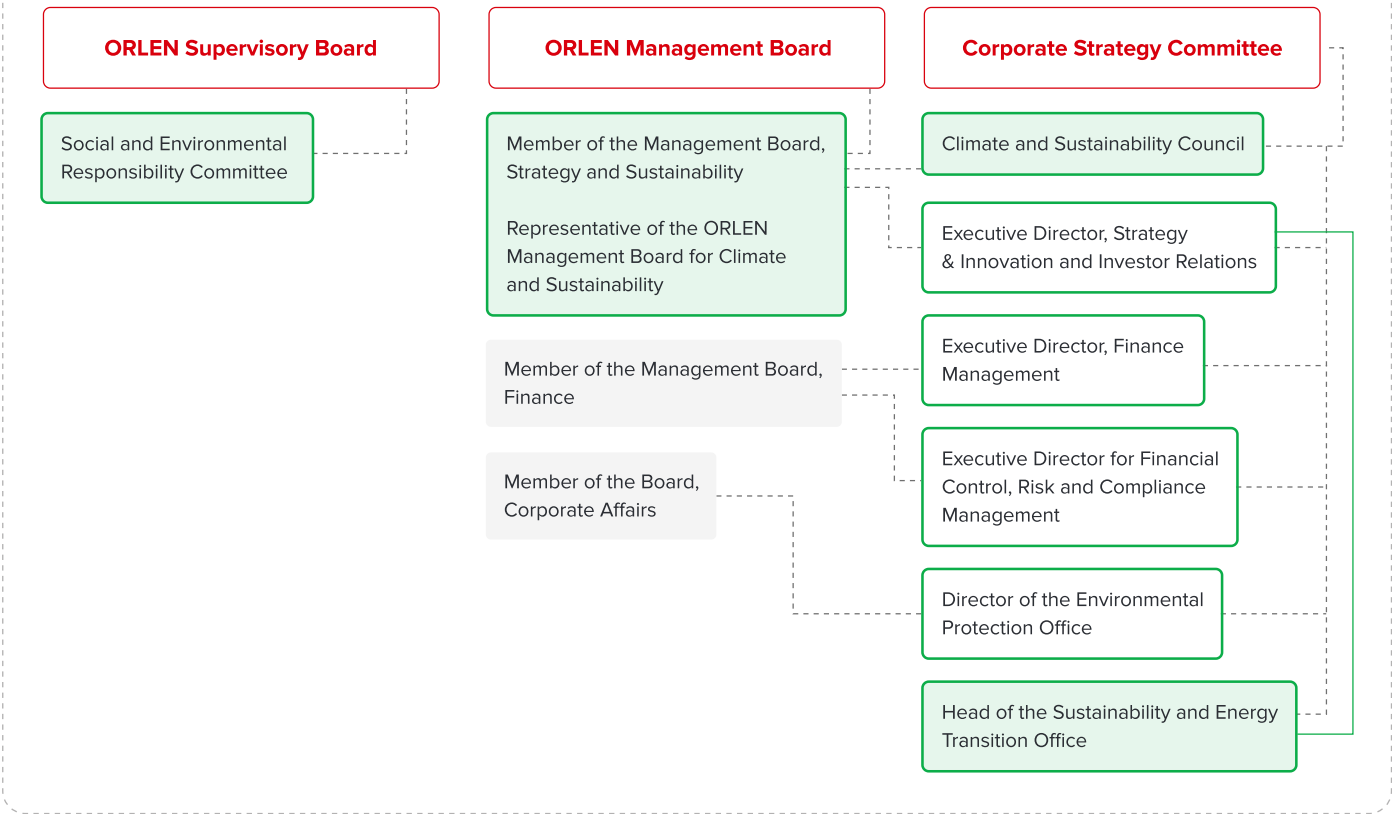 ORLEN Supervisory Board
Social and Environmental
Responsibility Committee
ORLEN Management Board
Member of the Management Board,
Strategy and Sustainability
Representative of the ORLEN
Management Board for Climate
and Sustainability
Member of the Management Board,
Finance
Member of the Board,
Corporate Affairs
Corporate Strategy Committee
Climate and Sustainability Council
Executive Director, Strategy
& Innovation and Investor Relations
Executive Director, Finance
Management
Executive Director for Financial
Control, Risk and Compliance
Management
Director of the Environmental
Protection Office
Head of the Sustainability and Energy
Transition Office